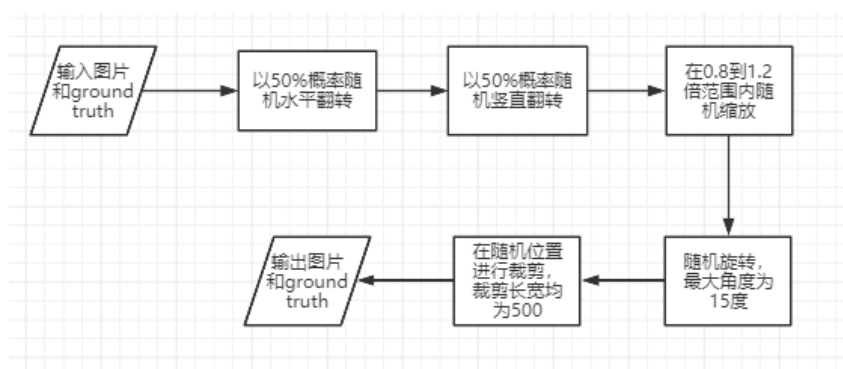 输入图片
和ground
truth
以50%概率随
机水平翻转
以50%概率随
机竖直翻转
在0.8到1.2
倍范围内随
机缩放
随机旋转，
最大角度为
15度
在随机位置
进行裁剪，
裁剪长宽均
为500
输出图片
和ground
truth